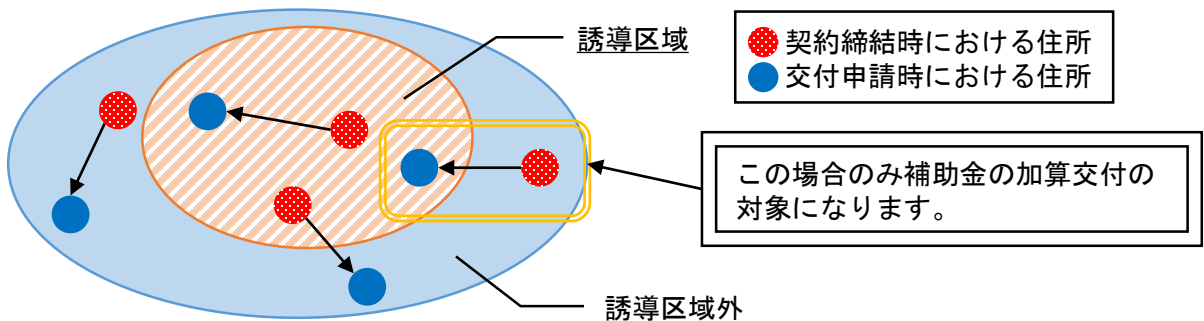 誘導区域
契約締結時における住所
交付申請時における住所
この場合のみ補助金の加算交付の
対象になります。
誘導区域外